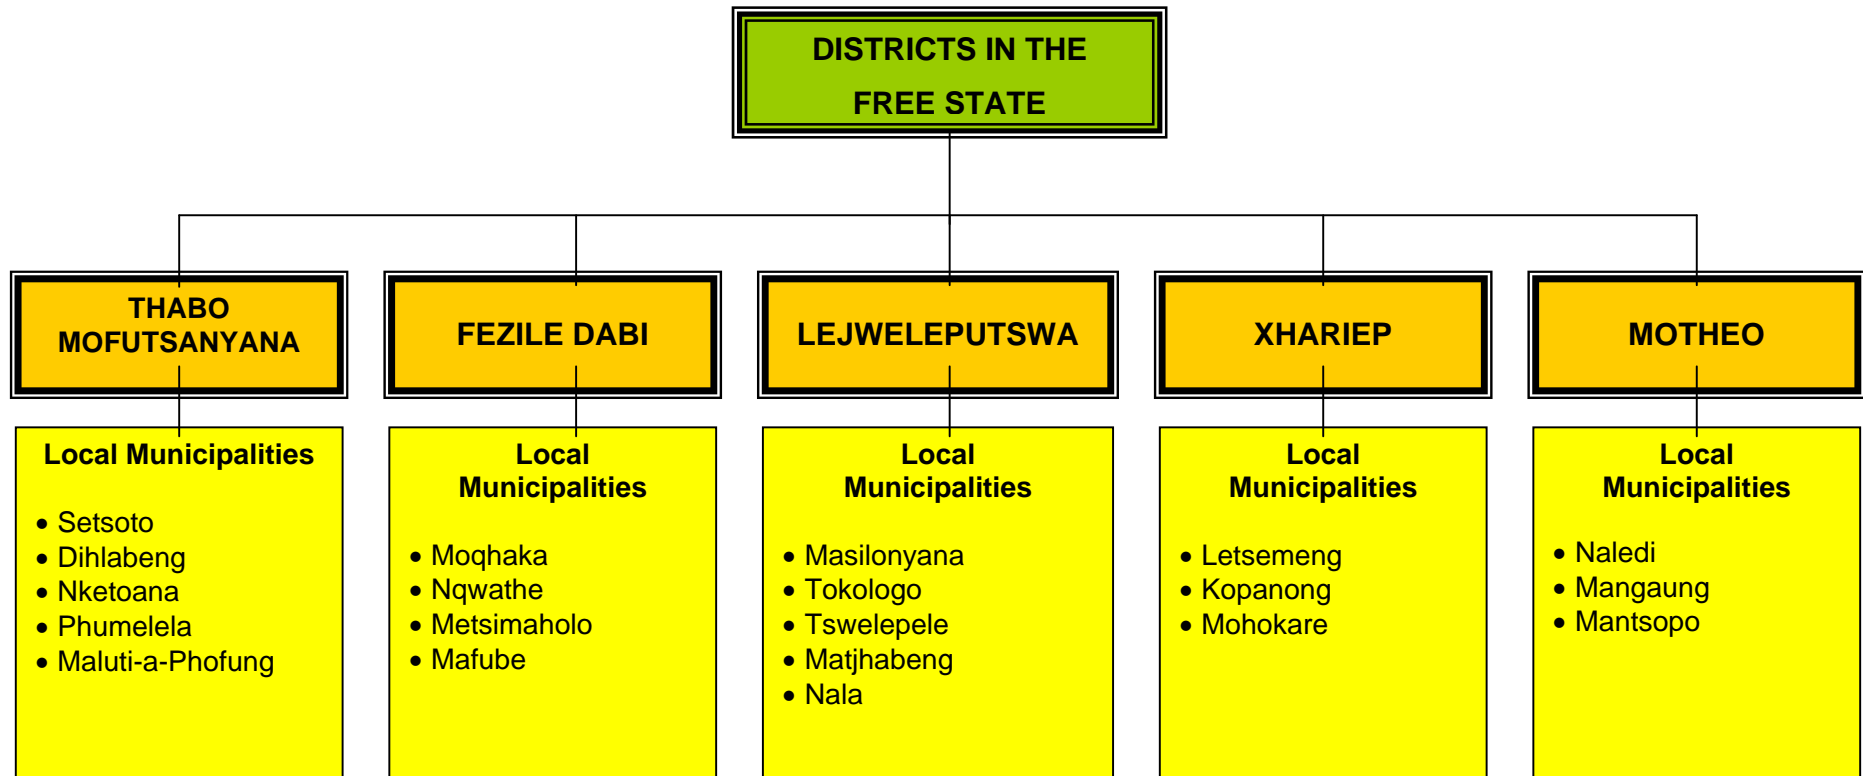 DISTRICTS IN THE
FREE STATE
THABO
MOFUTSANYANA
FEZILE DABI
LEJWELEPUTSWA
XHARIEP
MOTHEO
Local Municipalities
• Setsoto
• Dihlabeng
• Nketoana
• Phumelela
• Maluti-a-Phofung
Local
Municipalities
• Moqhaka
• Nqwathe
• Metsimaholo
• Mafube
Local
Municipalities
• Masilonyana
• Tokologo
• Tswelepele
• Matjhabeng
• Nala
Local
Municipalities
• Letsemeng
• Kopanong
• Mohokare
Local
Municipalities
• Naledi
• Mangaung
• Mantsopo